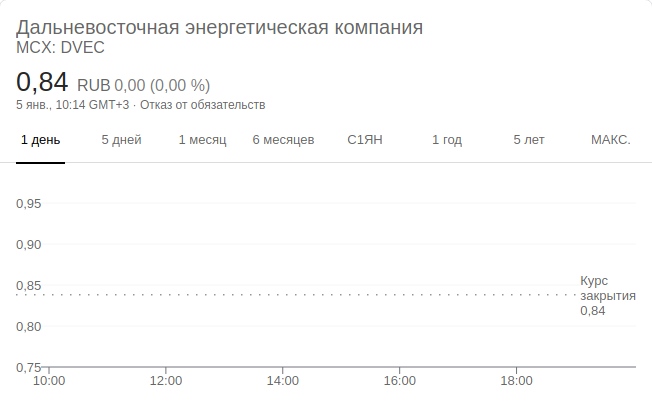 Дальневосточная энергетическая компания
MCX: DVEC
0,84 RUB 0,00 (0,00 %)
5 янв., 10:14 GMT+3 · Отказ от обязательств
1 день 5 дней 1 месяц 6 месяцев С1ЯН 1 год 5 лет МАКС.
0,95
0,90
0,85
Курс
закрытия
0,84
0,80
0,75
10:00 12:00 14:00 16:00 18:00